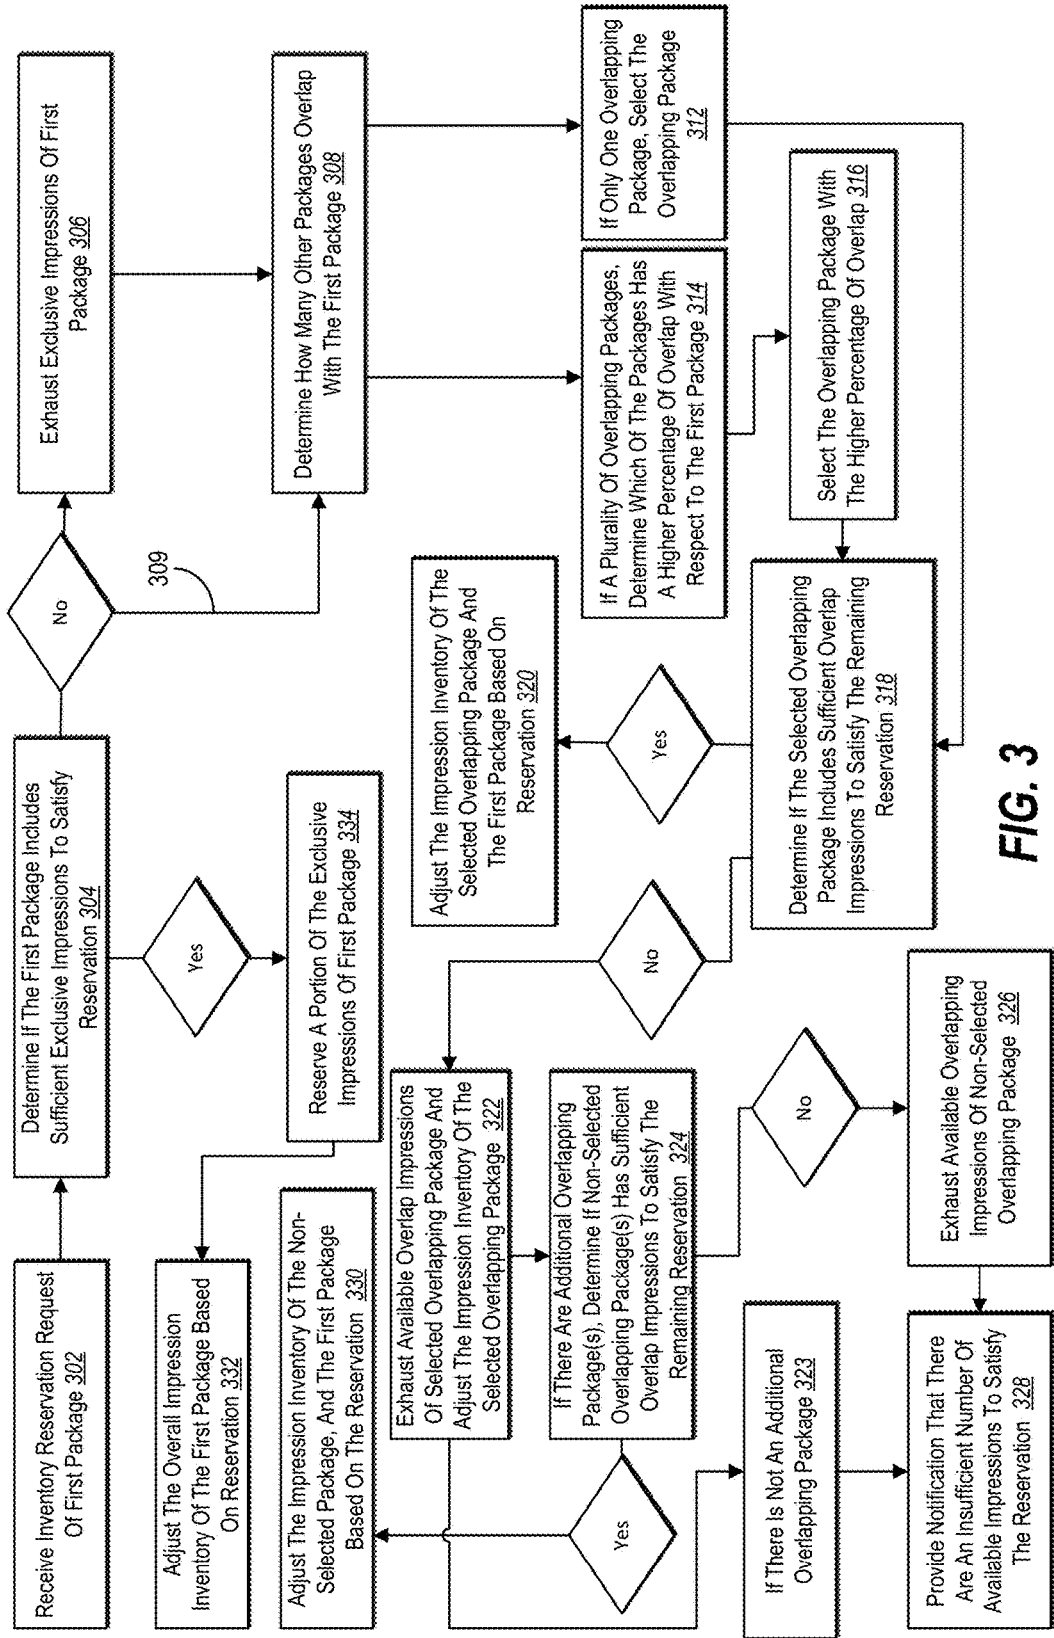 Receive Inventory Reservation Request
Of First Package 302
Determine If The First Package Includes
Sufficient Exclusive Impressions To Satisfy
Reservation 304
No
Exhaust Exclusive Impressions Of First
Package 306
309
Yes
Adjust The Overall Impression
Inventory Of The First Package Based
On Reservation 332
Reserve A Portion Of The Exclusive
Impressions Of First Package 334
Determine How Many Other Packages Overlap
With The First Package 308
Adjust The Impression Inventory Of The Non-
Selected Package, And The First Package
Based On The Reservation 330
Exhaust Available Overlap Impressions
Of Selected Overlapping Package And
Adjust The Impression Inventory Of The
Selected Overlapping Package 322
Adjust The Impression Inventory Of The
Selected Overlapping Package And
The First Package Based On
Reservation 320
If There Are Additional Overlapping
Package(s), Determine If Non-Selected
Overlapping Package(s) Has Sufficient
Overlap Impressions To Satisfy The
Remaining Reservation 324
If A Plurality Of Overlapping Packages,
Determine Which Of The Packages Has
A Higher Percentage Of Overlap With
Respect To The First Package 314
If Only One Overlapping
Package, Select The
Overlapping Package
312
Yes
No
Yes
If There Is Not An Additional
Overlapping Package 323
No
Determine If The Selected Overlapping
Package Includes Sufficient Overlap
Impressions To Satisfy The Remaining
Reservation 318
Select The Overlapping Package With
The Higher Percentage Of Overlap 316
Provide Notification That There
Are An Insufficient Number Of
Available Impressions To Satisfy
The Reservation 328
Exhaust Available Overlapping
Impressions Of Non-Selected
Overlapping Package 326
FIG. 3